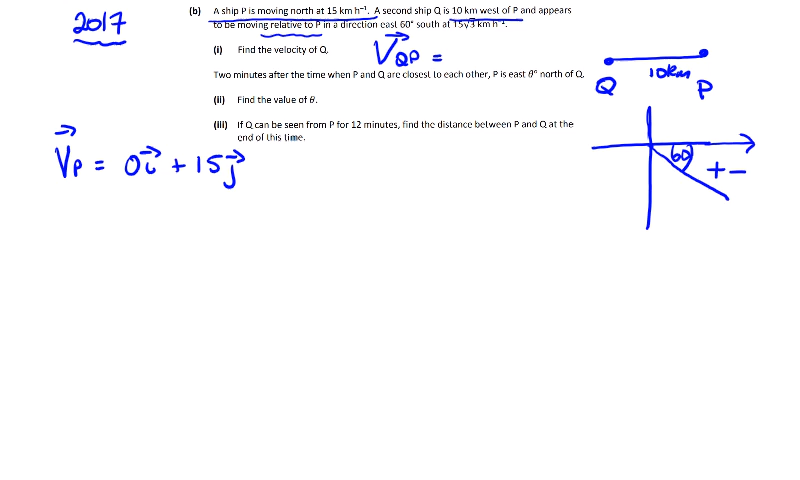 2017
(b) A ship P is moving north at 15 km h⁻¹. A second ship Q is 10 km west of P and appears
to be moving relative to P in a direction east 60° south at 15√3 km h⁻¹.
(i) Find the velocity of Q.
V⃗QP =
Two minutes after the time when P and Q are closest to each other, P is east θ° north of Q.
(ii) Find the value of θ.
(iii) If Q can be seen from P for 12 minutes, find the distance between P and Q at the
end of this time.
10km
Q P
60
+ -
V⃗P = 0i⃗ + 15j⃗